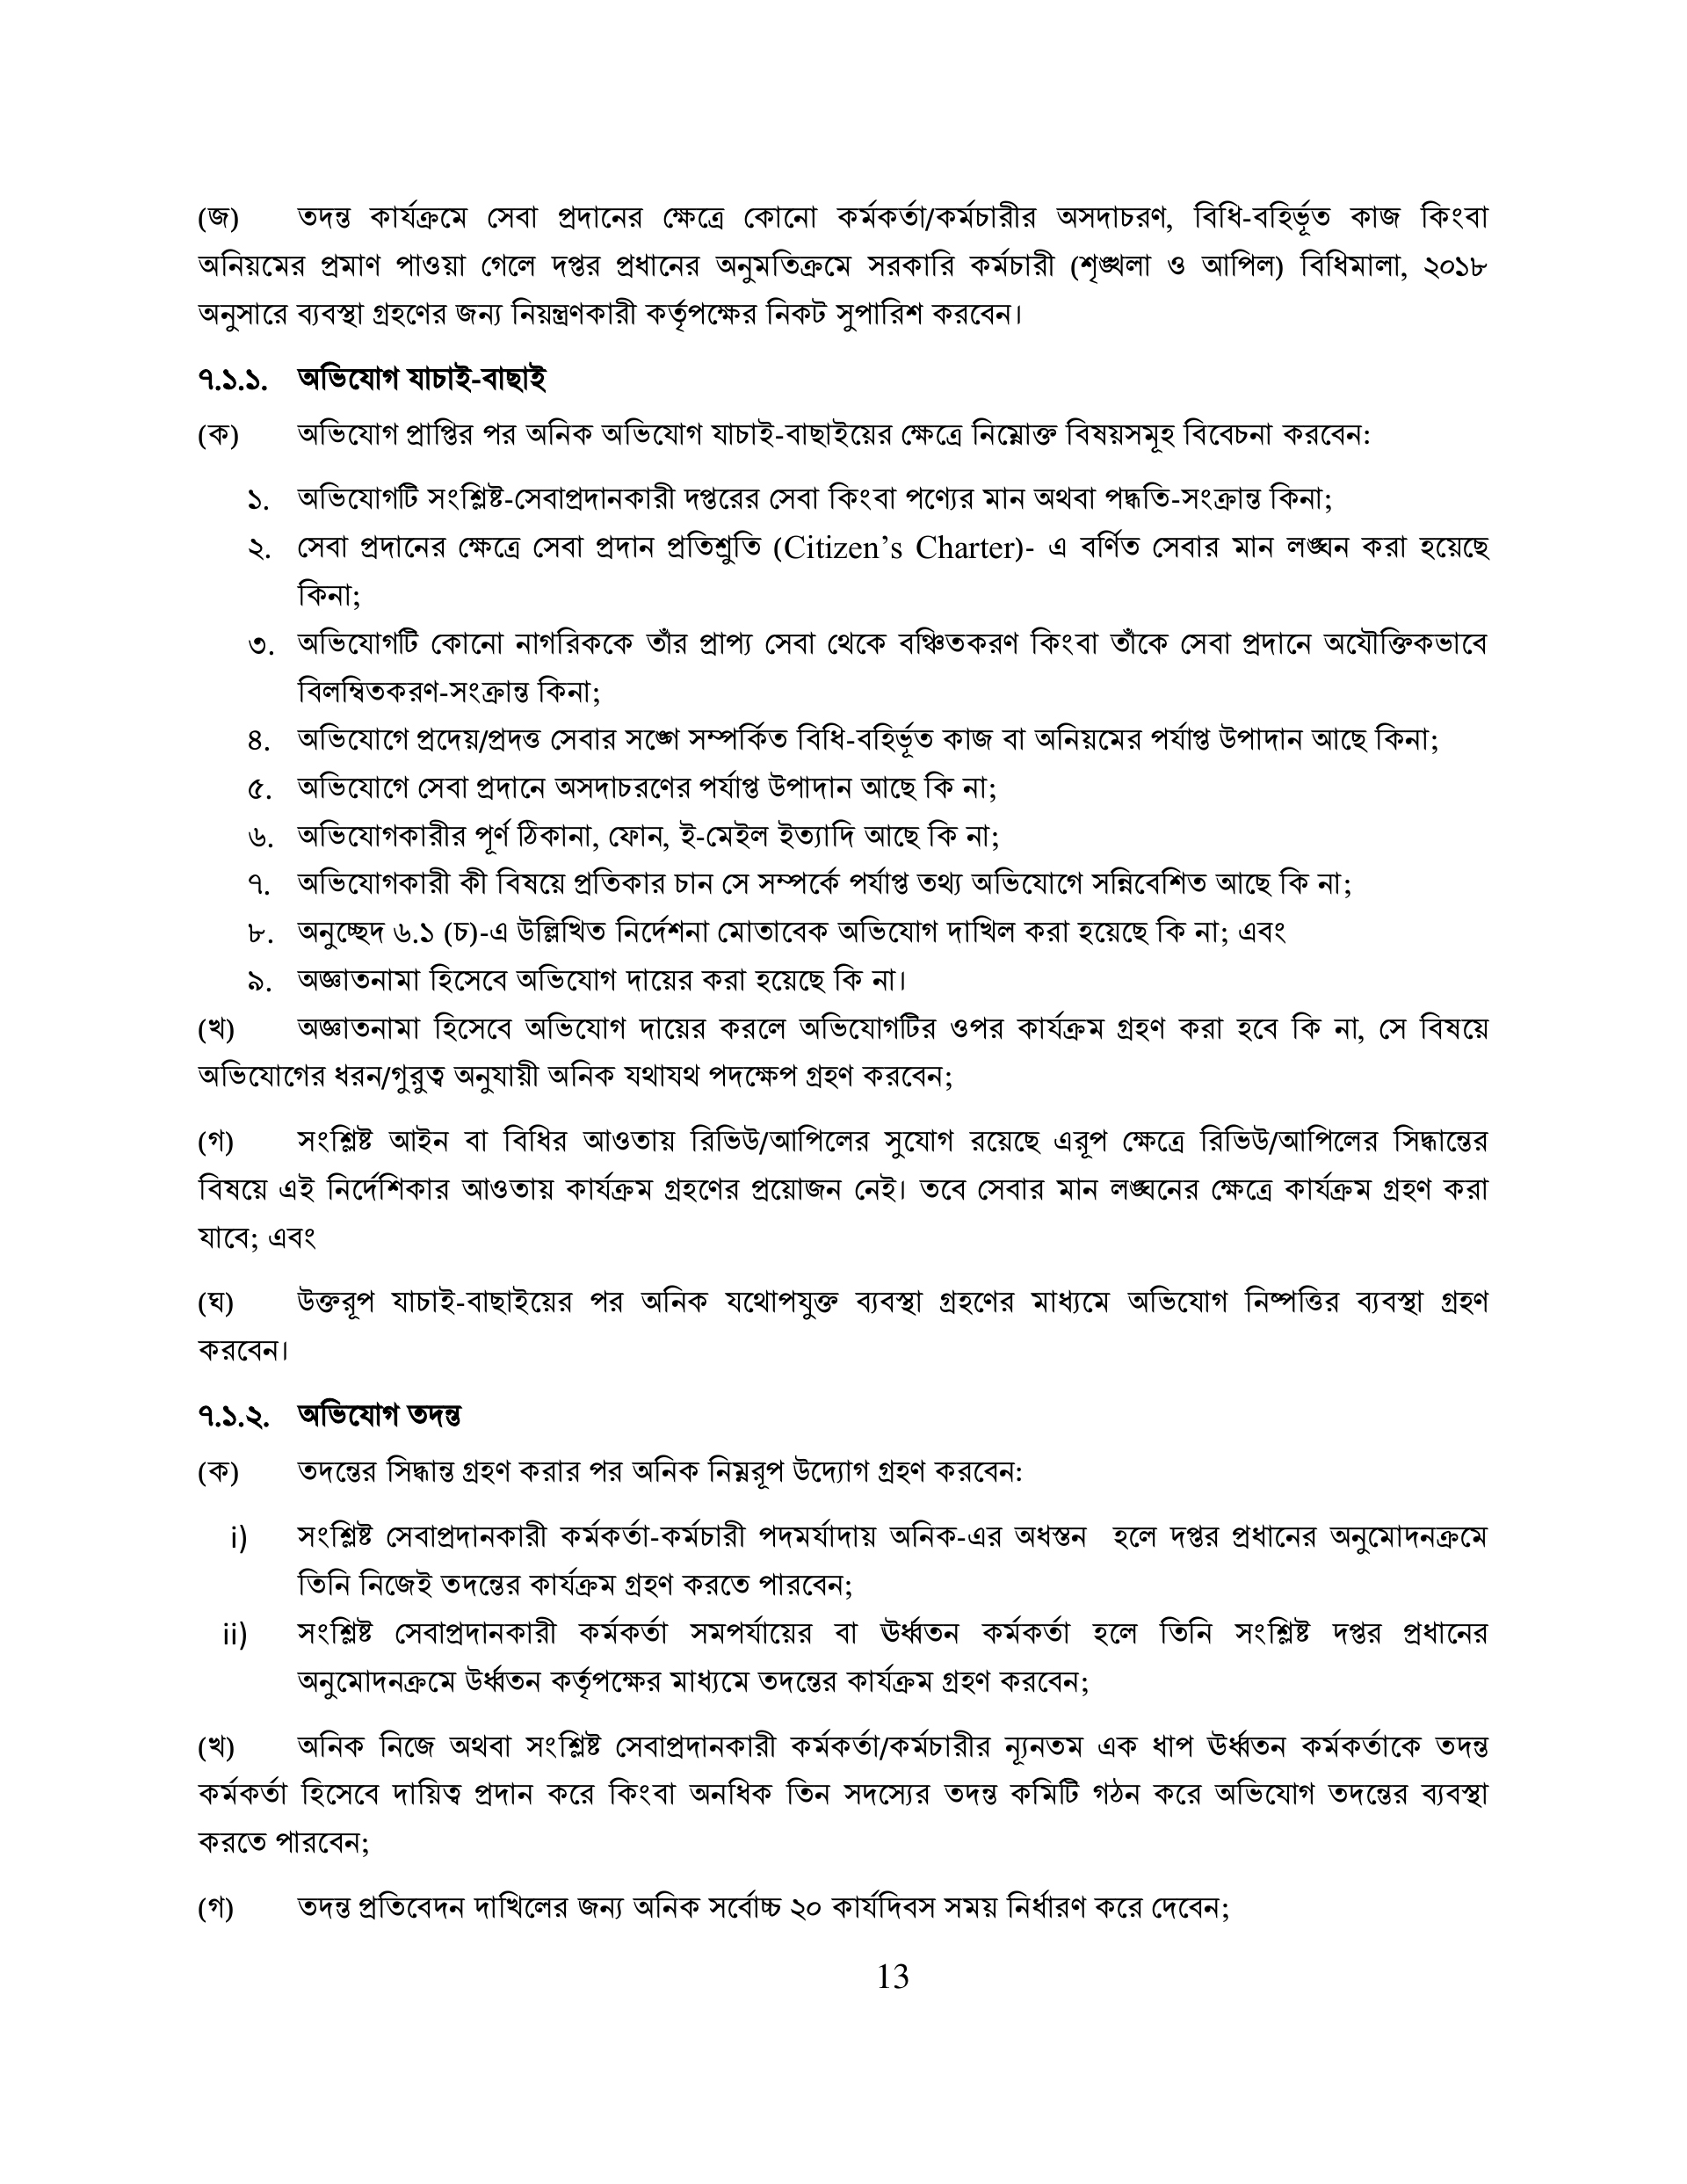 (জ) তদন্ত কার্যক্রমে সেবা প্রদানের ক্ষেত্রে কোনো কর্মকর্তা/কর্মচারীর অসদাচরণ, বিধি-বহির্ভূত কাজ কিংবা
অনিয়মের প্রমাণ পাওয়া গেলে দপ্তর প্রধানের অনুমতিক্রমে সরকারি কর্মচারী (শৃঙ্খলা ও আপিল) বিধিমালা, ২০১৮
অনুসারে ব্যবস্থা গ্রহণের জন্য নিয়ন্ত্রণকারী কর্তৃপক্ষের নিকট সুপারিশ করবেন।
৭.১.১. অভিযোগ যাচাই-বাছাই
(ক) অভিযোগ প্রাপ্তির পর অনিক অভিযোগ যাচাই-বাছাইয়ের ক্ষেত্রে নিম্নোক্ত বিষয়সমূহ বিবেচনা করবেন:
১. অভিযোগটি সংশ্লিষ্ট-সেবাপ্রদানকারী দপ্তরের সেবা কিংবা পণ্যের মান অথবা পদ্ধতি-সংক্রান্ত কিনা;
২. সেবা প্রদানের ক্ষেত্রে সেবা প্রদান প্রতিশ্রুতি (Citizen’s Charter)- এ বর্ণিত সেবার মান লঙ্ঘন করা হয়েছে
কিনা;
৩. অভিযোগটি কোনো নাগরিককে তাঁর প্রাপ্য সেবা থেকে বঞ্চিতকরণ কিংবা তাঁকে সেবা প্রদানে অযৌক্তিকভাবে
বিলম্বিতকরণ-সংক্রান্ত কিনা;
৪. অভিযোগে প্রদেয়/প্রদত্ত সেবার সঙ্গে সম্পর্কিত বিধি-বহির্ভূত কাজ বা অনিয়মের পর্যাপ্ত উপাদান আছে কিনা;
৫. অভিযোগে সেবা প্রদানে অসদাচরণের পর্যাপ্ত উপাদান আছে কি না;
৬. অভিযোগকারীর পূর্ণ ঠিকানা, ফোন, ই-মেইল ইত্যাদি আছে কি না;
৭. অভিযোগকারী কী বিষয়ে প্রতিকার চান সে সম্পর্কে পর্যাপ্ত তথ্য অভিযোগে সন্নিবেশিত আছে কি না;
৮. অনুচ্ছেদ ৬.১ (চ)-এ উল্লিখিত নির্দেশনা মোতাবেক অভিযোগ দাখিল করা হয়েছে কি না; এবং
৯. অজ্ঞাতনামা হিসেবে অভিযোগ দায়ের করা হয়েছে কি না।
(খ) অজ্ঞাতনামা হিসেবে অভিযোগ দায়ের করলে অভিযোগটির ওপর কার্যক্রম গ্রহণ করা হবে কি না, সে বিষয়ে
অভিযোগের ধরন/গুরুত্ব অনুযায়ী অনিক যথাযথ পদক্ষেপ গ্রহণ করবেন;
(গ) সংশ্লিষ্ট আইন বা বিধির আওতায় রিভিউ/আপিলের সুযোগ রয়েছে এরূপ ক্ষেত্রে রিভিউ/আপিলের সিদ্ধান্তের
বিষয়ে এই নির্দেশিকার আওতায় কার্যক্রম গ্রহণের প্রয়োজন নেই। তবে সেবার মান লঙ্ঘনের ক্ষেত্রে কার্যক্রম গ্রহণ করা
যাবে; এবং
(ঘ) উক্তরূপ যাচাই-বাছাইয়ের পর অনিক যথোপযুক্ত ব্যবস্থা গ্রহণের মাধ্যমে অভিযোগ নিষ্পত্তির ব্যবস্থা গ্রহণ
করবেন।
৭.১.২. অভিযোগ তদন্ত
(ক) তদন্তের সিদ্ধান্ত গ্রহণ করার পর অনিক নিম্নরূপ উদ্যোগ গ্রহণ করবেন:
i) সংশ্লিষ্ট সেবাপ্রদানকারী কর্মকর্তা-কর্মচারী পদমর্যাদায় অনিক-এর অধস্তন হলে দপ্তর প্রধানের অনুমোদনক্রমে
তিনি নিজেই তদন্তের কার্যক্রম গ্রহণ করতে পারবেন;
ii) সংশ্লিষ্ট সেবাপ্রদানকারী কর্মকর্তা সমপর্যায়ের বা ঊর্ধ্বতন কর্মকর্তা হলে তিনি সংশ্লিষ্ট দপ্তর প্রধানের
অনুমোদনক্রমে উর্ধ্বতন কর্তৃপক্ষের মাধ্যমে তদন্তের কার্যক্রম গ্রহণ করবেন;
(খ) অনিক নিজে অথবা সংশ্লিষ্ট সেবাপ্রদানকারী কর্মকর্তা/কর্মচারীর ন্যূনতম এক ধাপ ঊর্ধ্বতন কর্মকর্তাকে তদন্ত
কর্মকর্তা হিসেবে দায়িত্ব প্রদান করে কিংবা অনধিক তিন সদস্যের তদন্ত কমিটি গঠন করে অভিযোগ তদন্তের ব্যবস্থা
করতে পারবেন;
(গ) তদন্ত প্রতিবেদন দাখিলের জন্য অনিক সর্বোচ্চ ২০ কার্যদিবস সময় নির্ধারণ করে দেবেন;
13